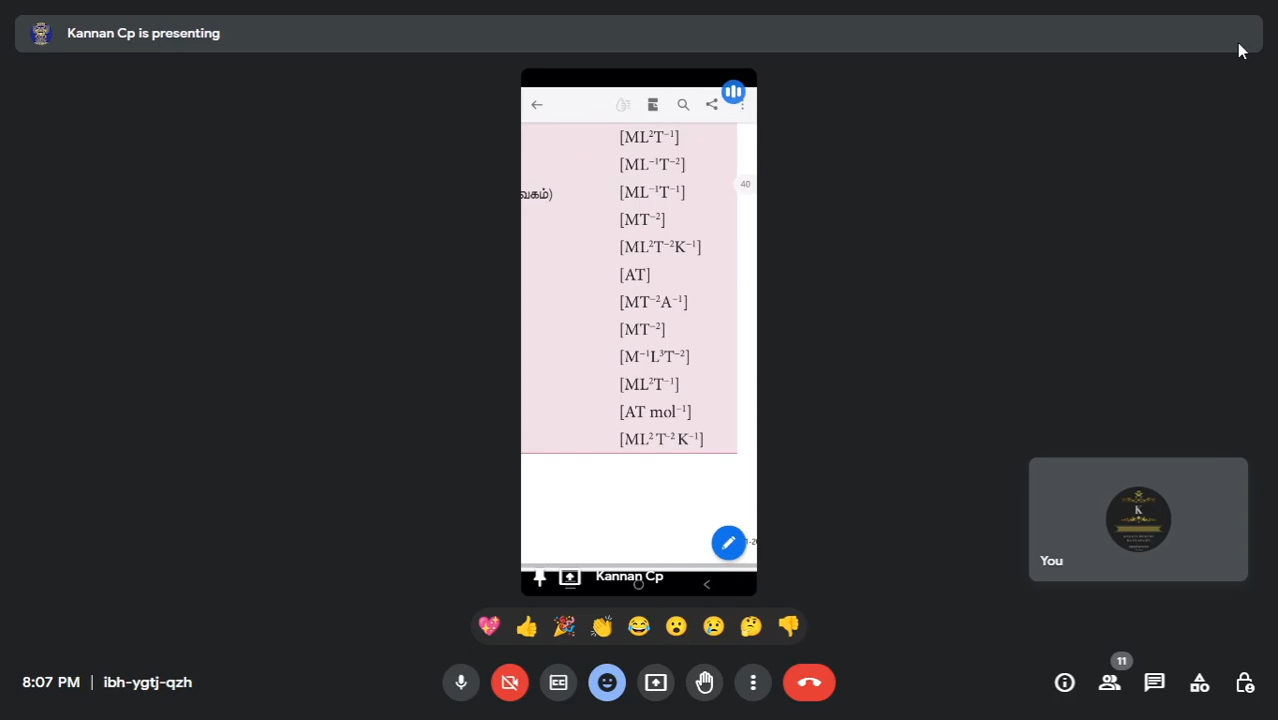 Kannan Cp is presenting
[ML²T⁻¹]
[ML⁻¹T⁻²]
வகம்) [ML⁻¹T⁻¹]
40
[MT⁻²]
[ML²T⁻²K⁻¹]
[AT]
[MT⁻²A⁻¹]
[MT⁻²]
[M⁻¹L³T⁻²]
[ML²T⁻¹]
[AT mol⁻¹]
[ML²T⁻²K⁻¹]
Kannan Cp
K
You
8:07 PM | ibh-ygtj-qzh
11